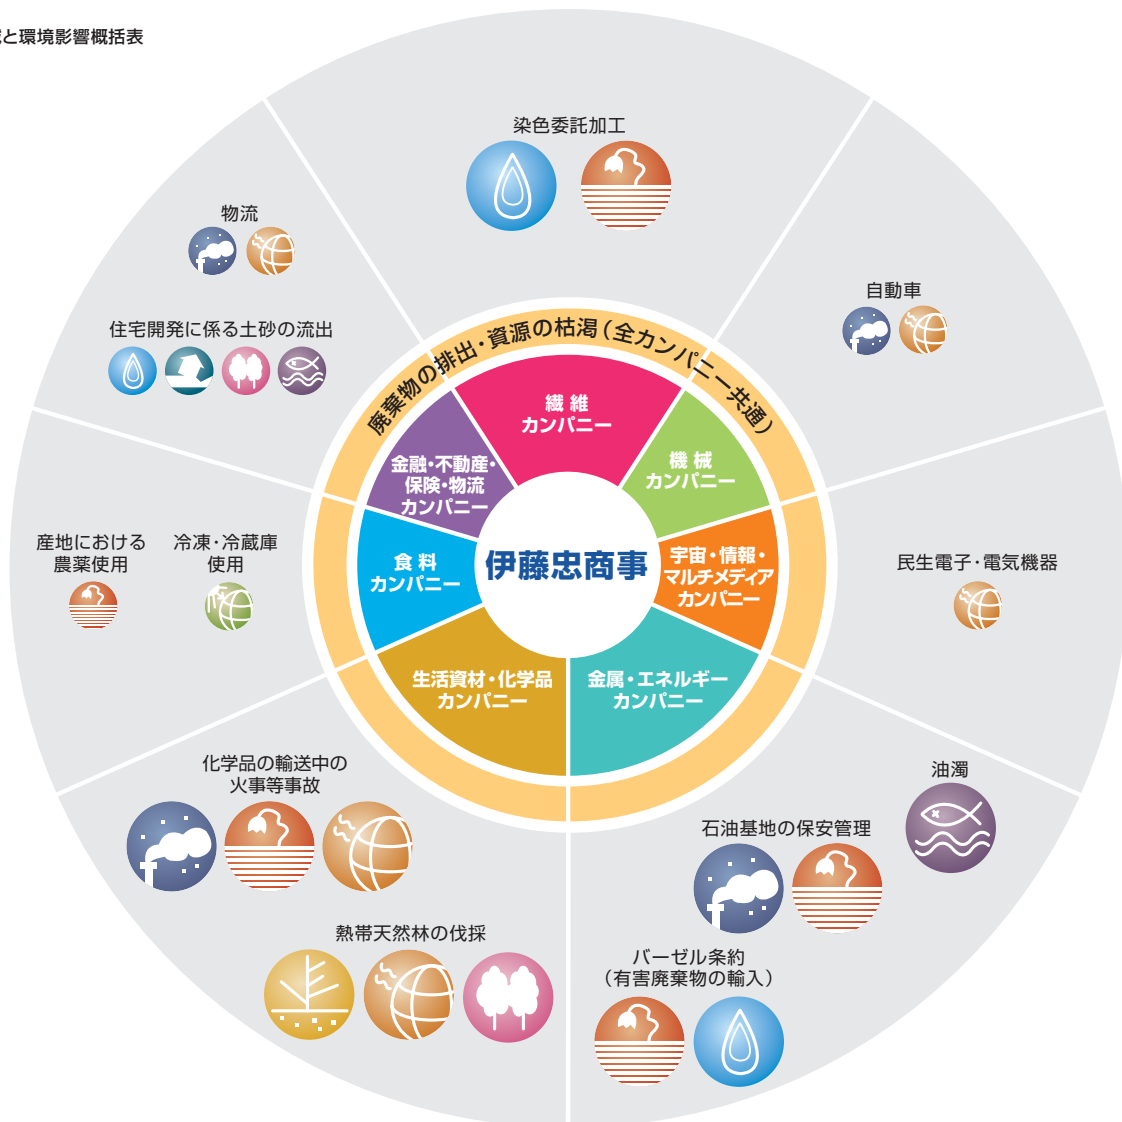 と環境影響概括表
染色委託加工
物流
自動車
住宅開発に係る土砂の流出
廃棄物の排出・資源の枯渇（全カンパニー共通）
繊 維
カンパニー
機 械
カンパニー
金融・不動産・
保険・物流
カンパニー
宇宙・情報・
マルチメディア
カンパニー
食 料
カンパニー
伊藤忠商事
生活資材・化学品
カンパニー
金属・エネルギー
カンパニー
産地における
農薬使用
冷凍・冷蔵庫
使用
民生電子・電気機器
化学品の輸送中の
火事等事故
油濁
石油基地の保安管理
熱帯天然林の伐採
バーゼル条約
（有害廃棄物の輸入）